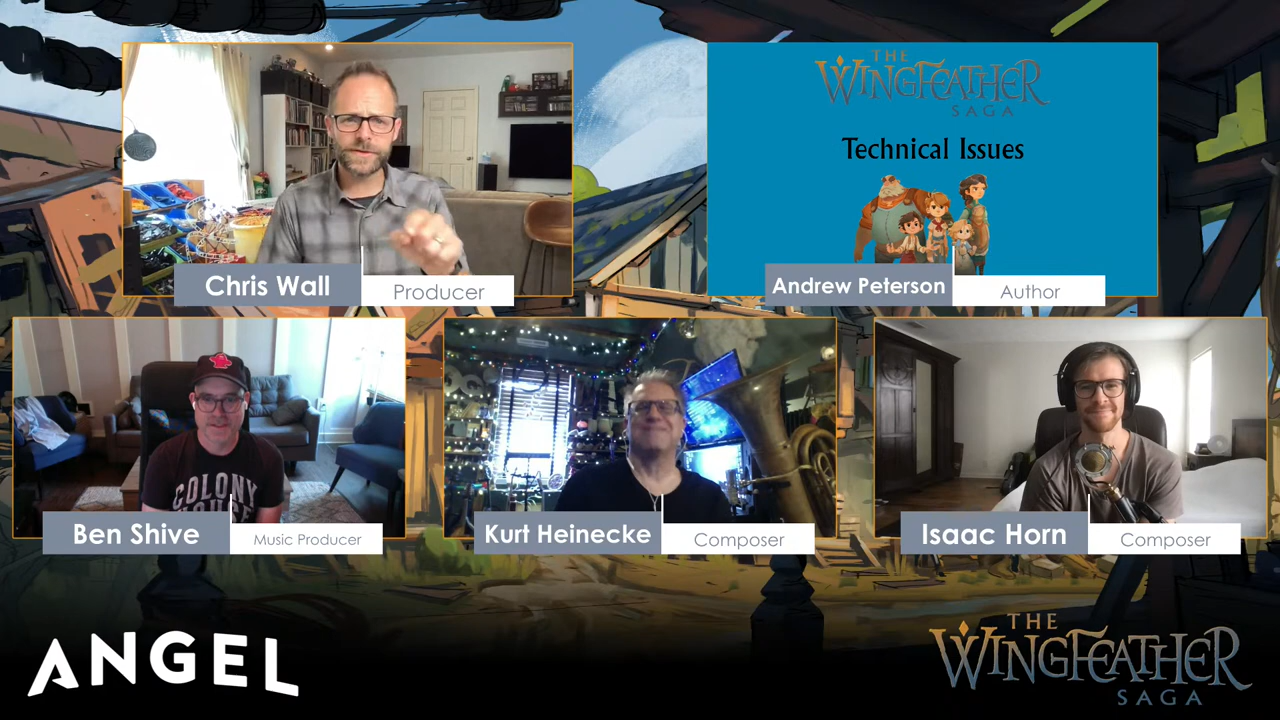 THE
WINGFEATHER
SAGA
Technical Issues
Chris Wall
Producer
Andrew Peterson
Author
COLONY
HOUSE
Ben Shive
Music Producer
Kurt Heinecke
Composer
Isaac Horn
Composer
ANGEL
THE
WINGFEATHER
SAGA